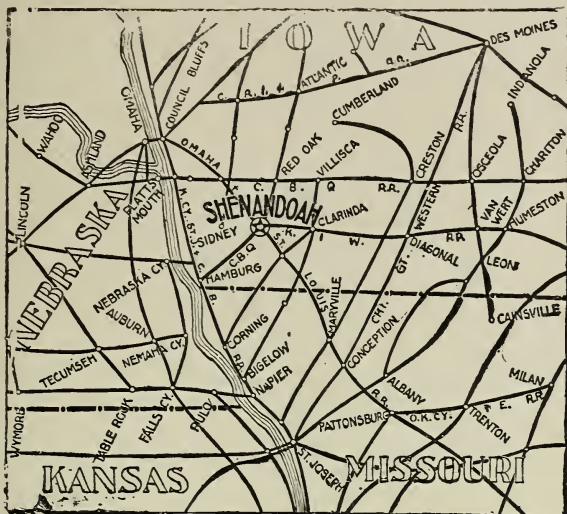 IOWA
DES MOINES
COUNCIL BLUFFS
OMAHA
C. R. I. & P. R.R.
ATLANTIC
CUMBERLAND
INDIANOLA
WAHOO
ASHLAND
OMAHA
RED OAK
VILLISCA
CRESTON
R.R.
OSCEOLA
CHARITON
PLATTSMOUTH
C. B. Q R.R.
WESTERN
VAN WERT
HUMESTON
LINCOLN
SHENANDOAH
CLARINDA
SIDNEY
K. I. W. R.R.
DIAGONAL
LEON
NEBRASKA
K.CY. ST.J. & C.B.
R.R.
C.B.Q
ST. LOUIS
R.R.
HAMBURG
NEBRASKA CY.
MARYVILLE
CHI. GT
CAINSVILLE
AUBURN
CORNING
CONCEPTION
TECUMSEH
NEMAHA CY.
BIGELOW
NAPIER
ALBANY
MILAN
WYMORE
TABLE ROCK
FALLS CY.
RULO
PATTONSBURG
O.K.CY. & E. R.R.
TRENTON
ST. JOSEPH
KANSAS
MISSOURI